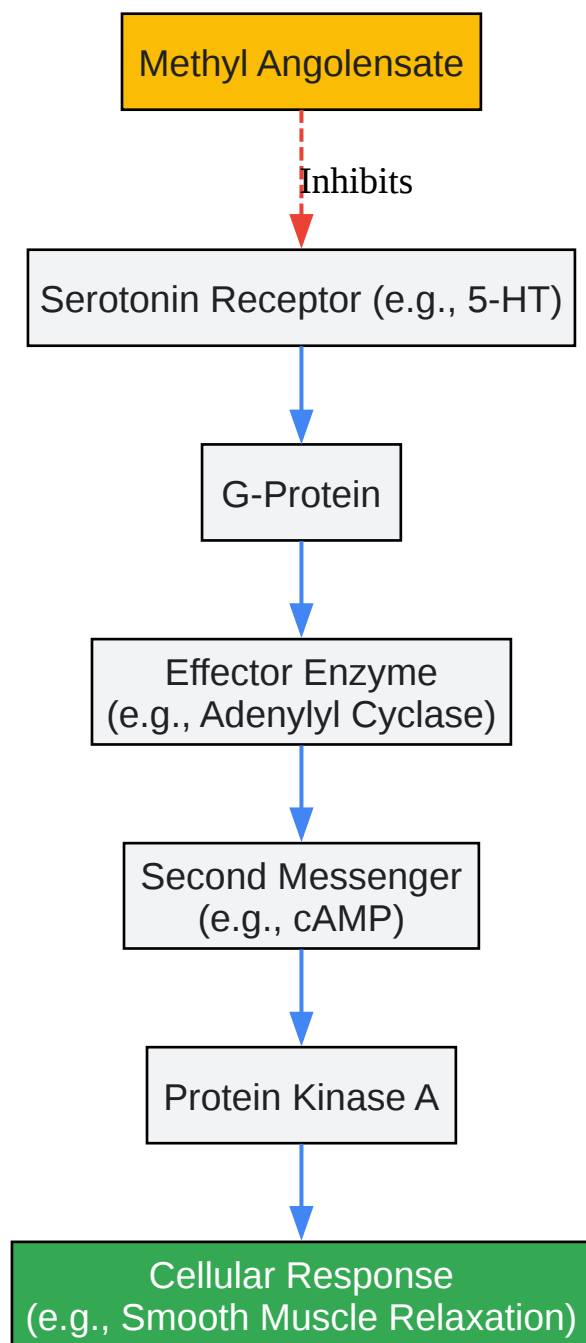 Methyl Angolensate
Inhibits
Serotonin Receptor (e.g., 5-HT)
G-Protein
Effector Enzyme
(e.g., Adenylyl Cyclase)
Second Messenger
(e.g., cAMP)
Protein Kinase A
Cellular Response
(e.g., Smooth Muscle Relaxation)